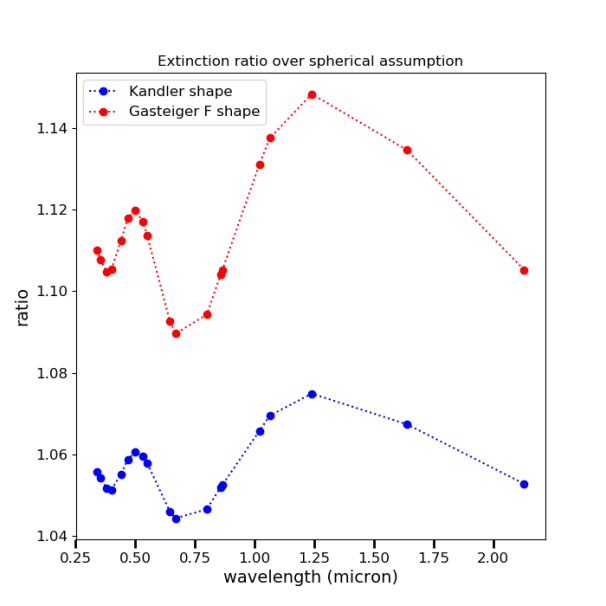 Extinction ratio over spherical assumption
Kandler shape
Gasteiger F shape
1.14
1.12
1.10
1.08
1.06
1.04
ratio
0.25 0.50 0.75 1.00 1.25 1.50 1.75 2.00
wavelength (micron)